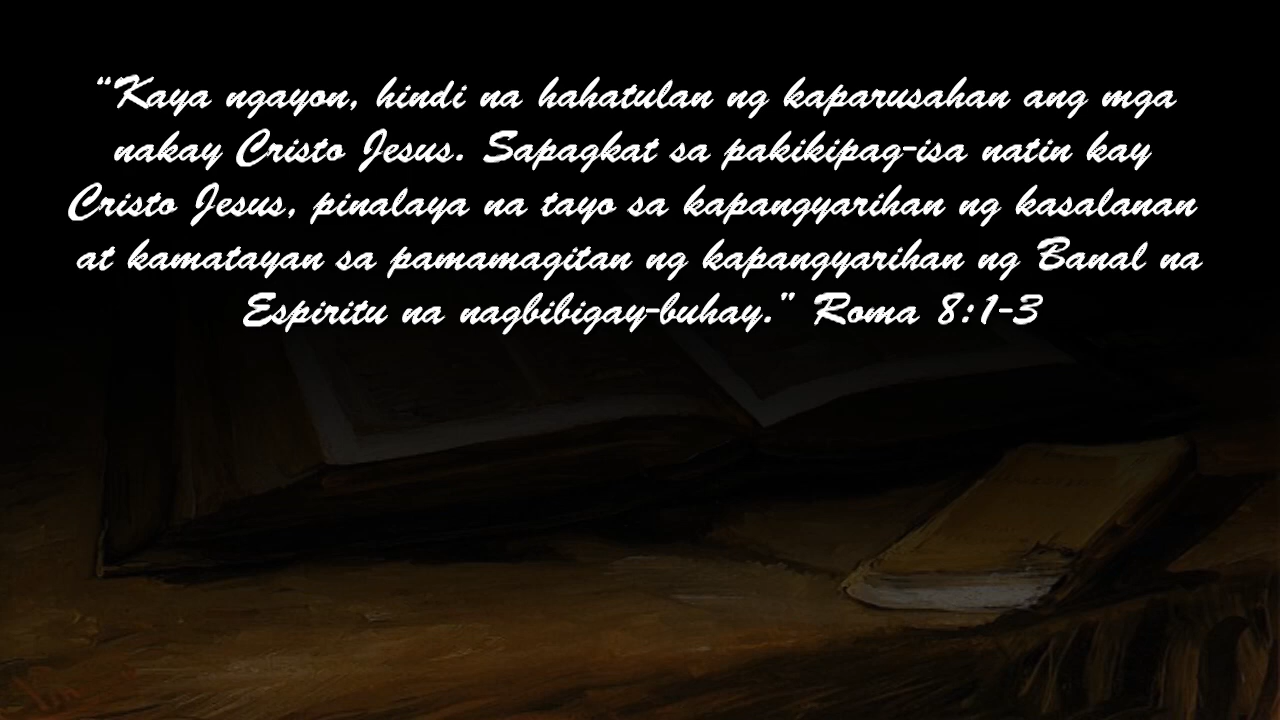 “Kaya ngayon, hindi na hahatulan ng kaparusahan ang mga
nakay Cristo Jesus. Sapagkat sa pakikipag-isa natin kay
Cristo Jesus, pinalaya na tayo sa kapangyarihan ng kasalanan
at kamatayan sa pamamagitan ng kapangyarihan ng Banal na
Espiritu na nagbibigay-buhay." Roma 8:1-3